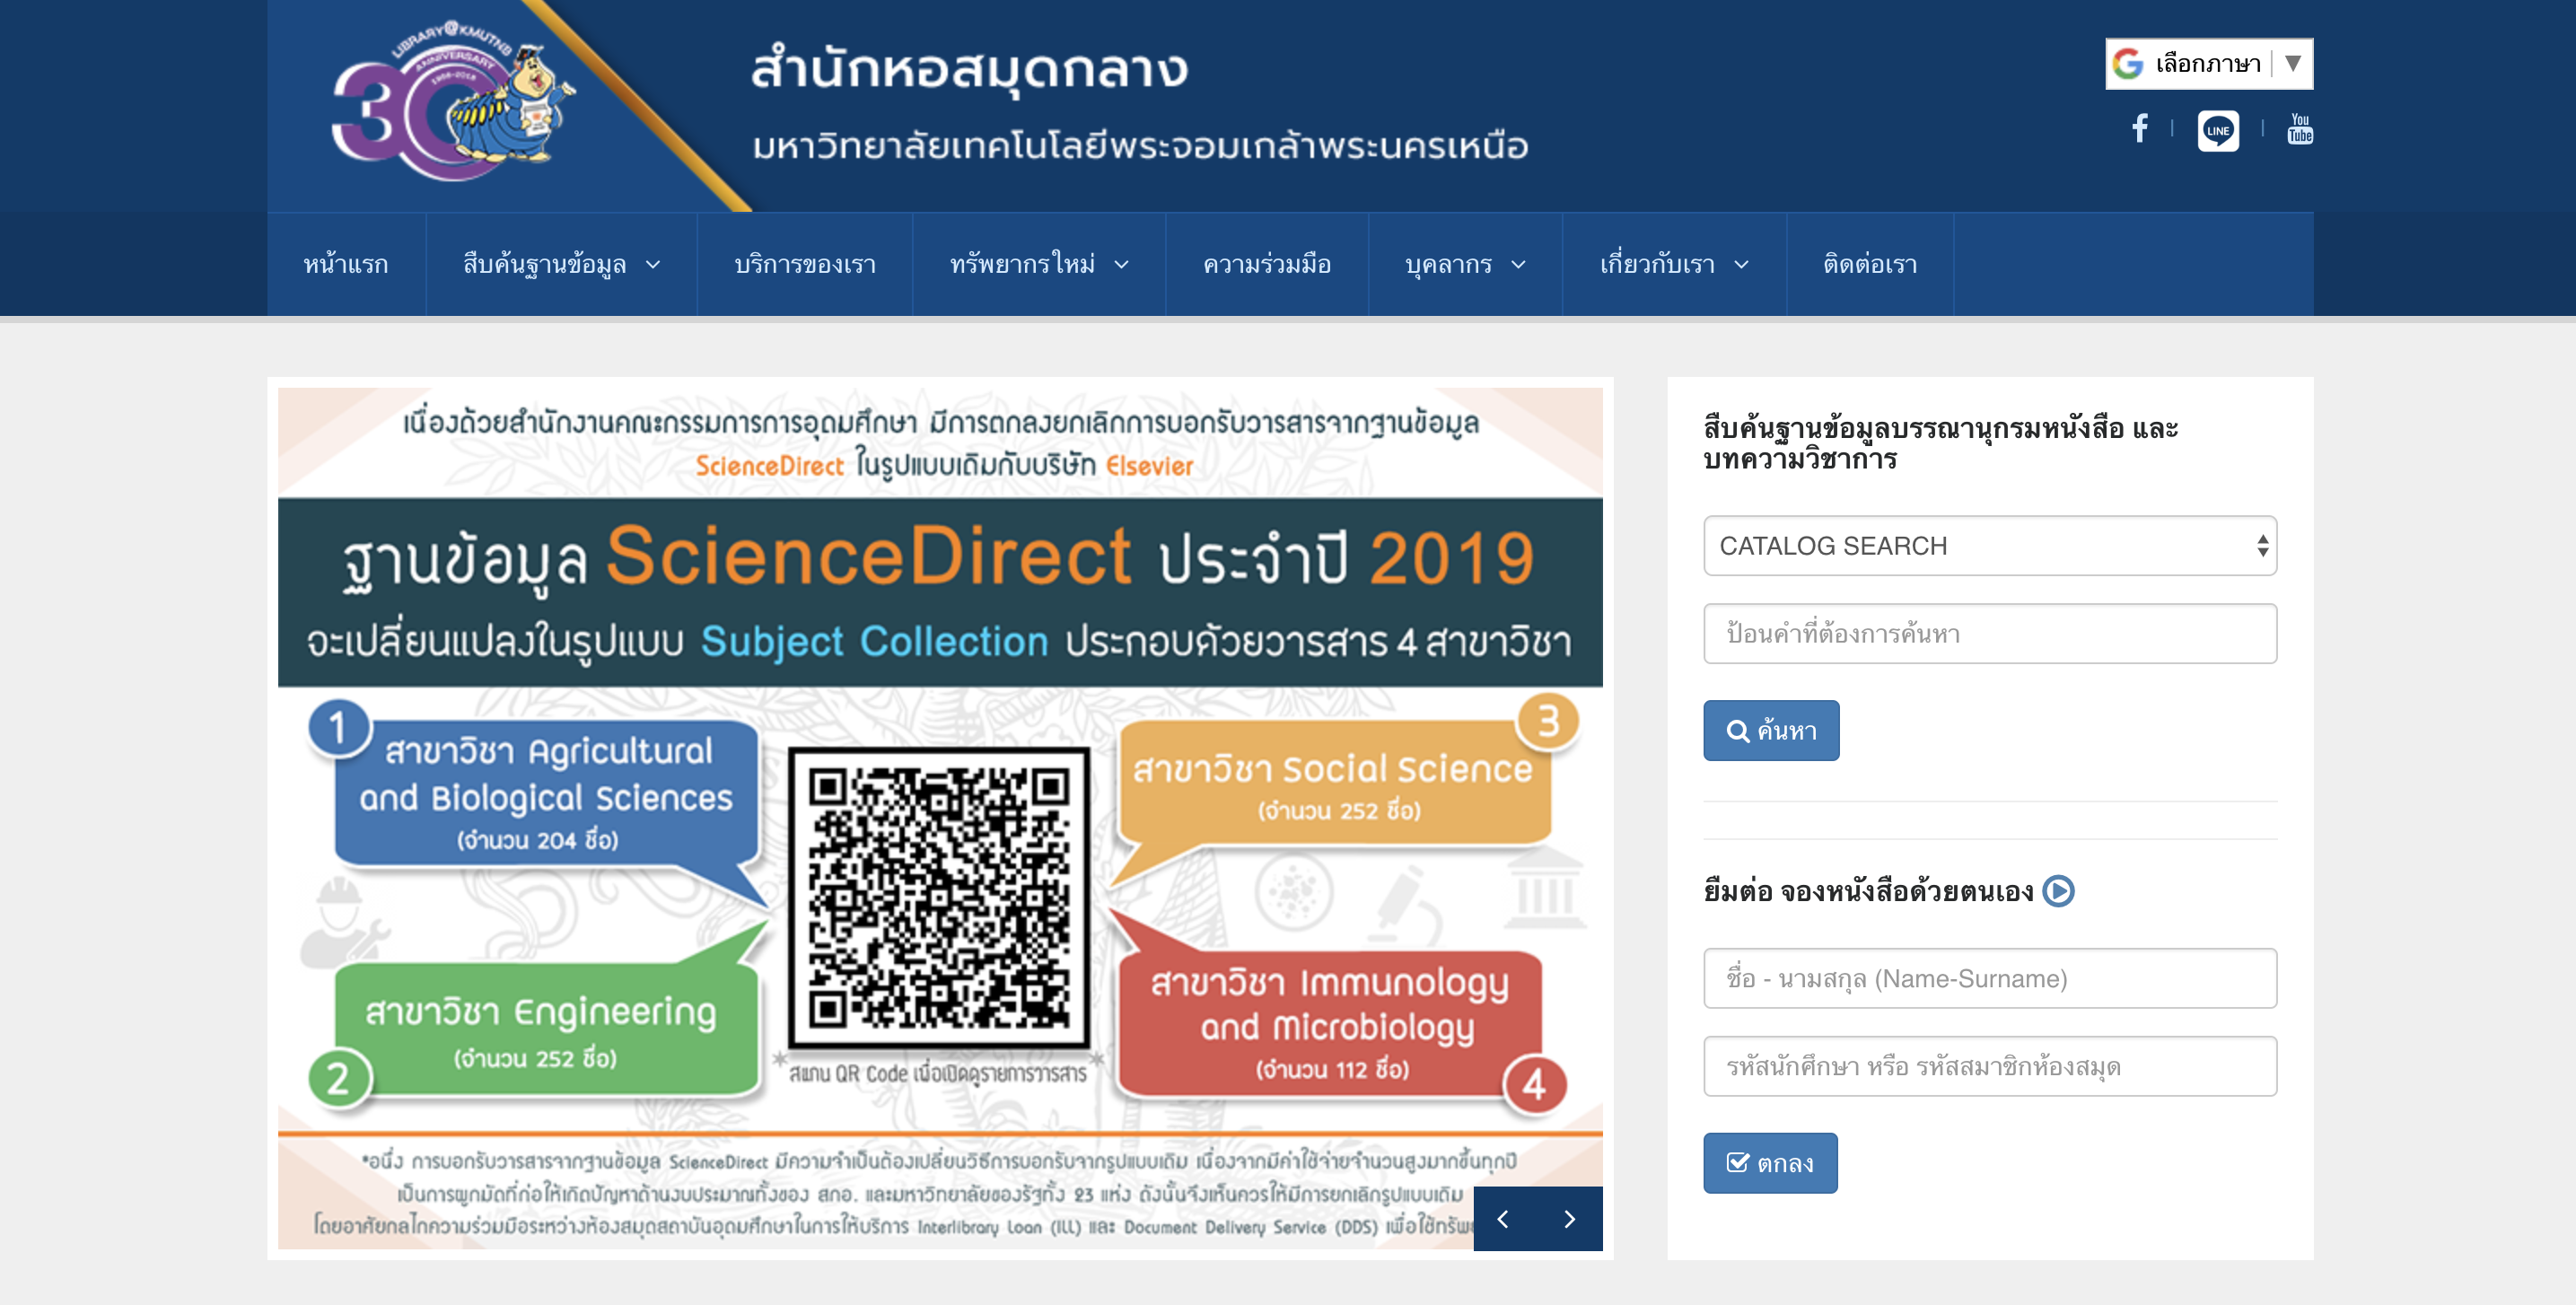 LIBRARY@KMUTNB
ANNIVERSARY
1988-2018
30
สำนักหอสมุดกลาง
มหาวิทยาลัยเทคโนโลยีพระจอมเกล้าพระนครเหนือ
เลือกภาษา ▼
LINE
You Tube
หน้าแรก สืบค้นฐานข้อมูล บริการของเรา ทรัพยากรใหม่ ความร่วมมือ บุคลากร เกี่ยวกับเรา ติดต่อเรา
เนื่องด้วยสำนักงานคณะกรรมการการอุดมศึกษา มีการตกลงยกเลิกการบอกรับวารสารจากฐานข้อมูล
ScienceDirect ในรูปแบบเดิมกับบริษัท Elsevier
ฐานข้อมูล ScienceDirect ประจำปี 2019
จะเปลี่ยนแปลงในรูปแบบ Subject Collection ประกอบด้วยวารสาร 4 สาขาวิชา
1
สาขาวิชา Agricultural
and Biological Sciences
(จำนวน 204 ชื่อ)
2
สาขาวิชา Engineering
(จำนวน 252 ชื่อ)
3
สาขาวิชา Social Science
(จำนวน 252 ชื่อ)
4
สาขาวิชา Immunology
and Microbiology
(จำนวน 112 ชื่อ)
*สแกน QR Code เพื่อเปิดดูรายการวารสาร*
*อนึ่ง การบอกรับวารสารจากฐานข้อมูล ScienceDirect มีความจำเป็นต้องเปลี่ยนวิธีการบอกรับจากรูปแบบเดิม เนื่องจากมีค่าใช้จ่ายจำนวนสูงมากขึ้นทุกปี
เป็นการผูกมัดที่ก่อให้เกิดปัญหาด้านงบประมาณทั้งของ สกอ. และมหาวิทยาลัยของรัฐทั้ง 23 แห่ง ดังนั้นจึงเห็นควรให้มีการยกเลิกรูปแบบเดิม
โดยอาศัยกลไกความร่วมมือระหว่างห้องสมุดสถาบันอุดมศึกษาในการให้บริการ Interlibrary Loan (ILL) และ Document Delivery Service (DDS) เพื่อใช้ทรัพ
สืบค้นฐานข้อมูลบรรณานุกรมหนังสือ และ
บทความวิชาการ
CATALOG SEARCH
ป้อนคำที่ต้องการค้นหา
ค้นหา
ยืมต่อ จองหนังสือด้วยตนเอง
ชื่อ - นามสกุล (Name-Surname)
รหัสนักศึกษา หรือ รหัสสมาชิกห้องสมุด
ตกลง